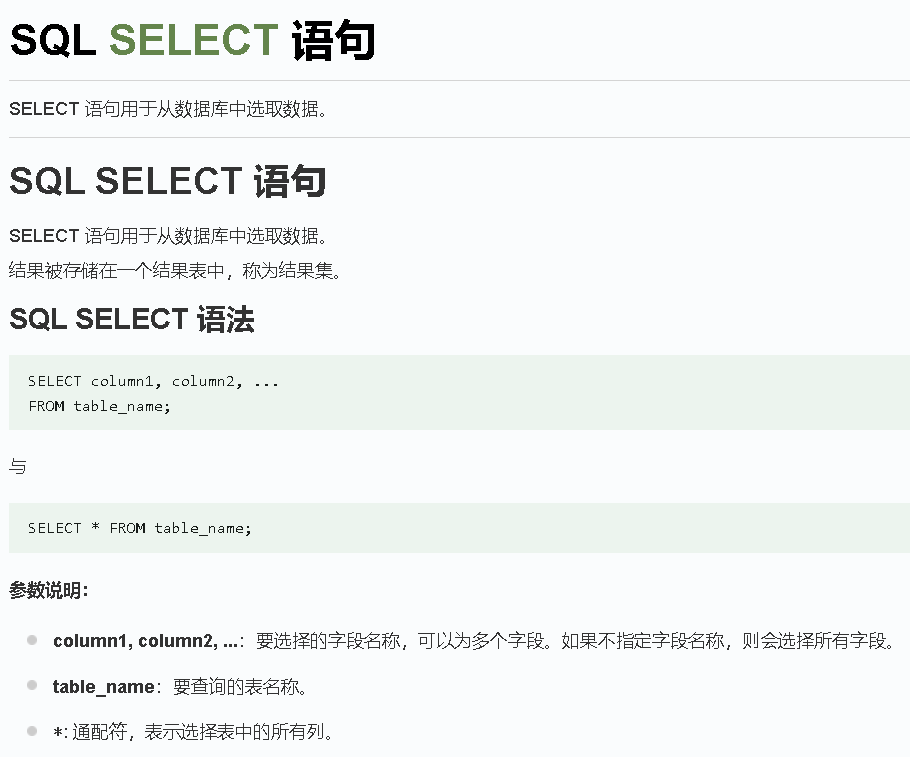 SQL SELECT 语句
SELECT 语句用于从数据库中选取数据。
SQL SELECT 语句
SELECT 语句用于从数据库中选取数据。
结果被存储在一个结果表中，称为结果集。
SQL SELECT 语法
SELECT column1, column2, ...
FROM table_name;
与
SELECT * FROM table_name;
参数说明：
column1, column2, ...：要选择的字段名称，可以为多个字段。如果不指定字段名称，则会选择所有字段。
table_name：要查询的表名称。
*: 通配符，表示选择表中的所有列。